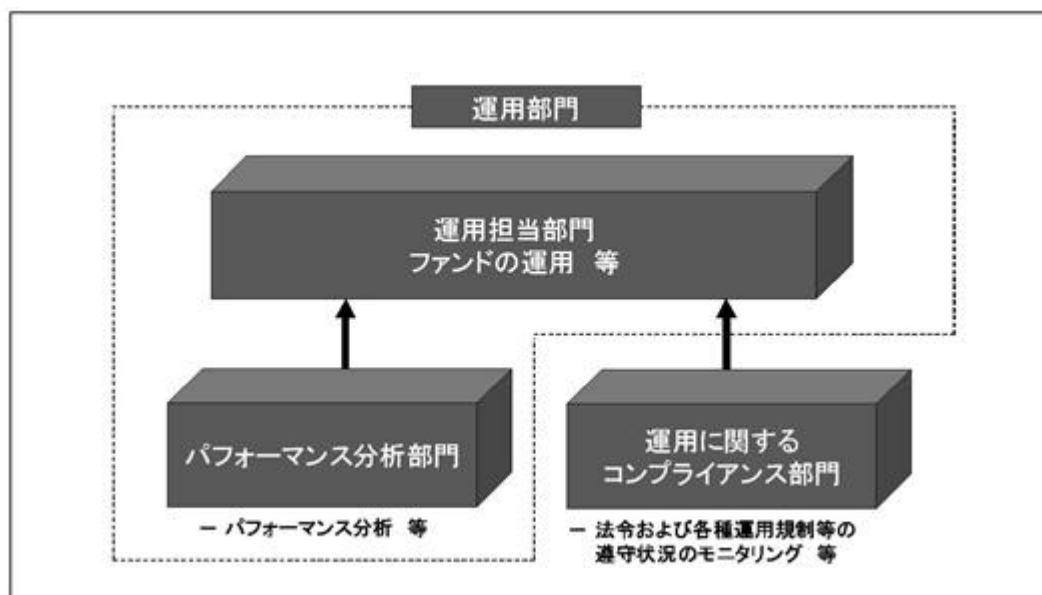 運用部門
運用担当部門
ファンドの運用 等
パフォーマンス分析部門
― パフォーマンス分析 等
運用に関する
コンプライアンス部門
― 法令および各種運用規制等の
遵守状況のモニタリング 等